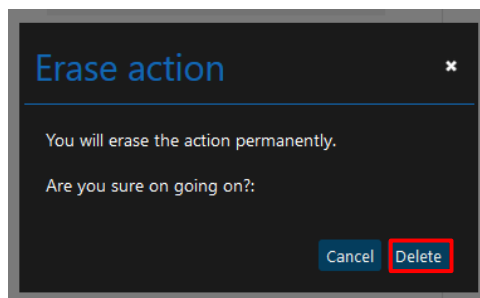 Erase action
You will erase the action permanently.
Are you sure on going on?:
Cancel Delete